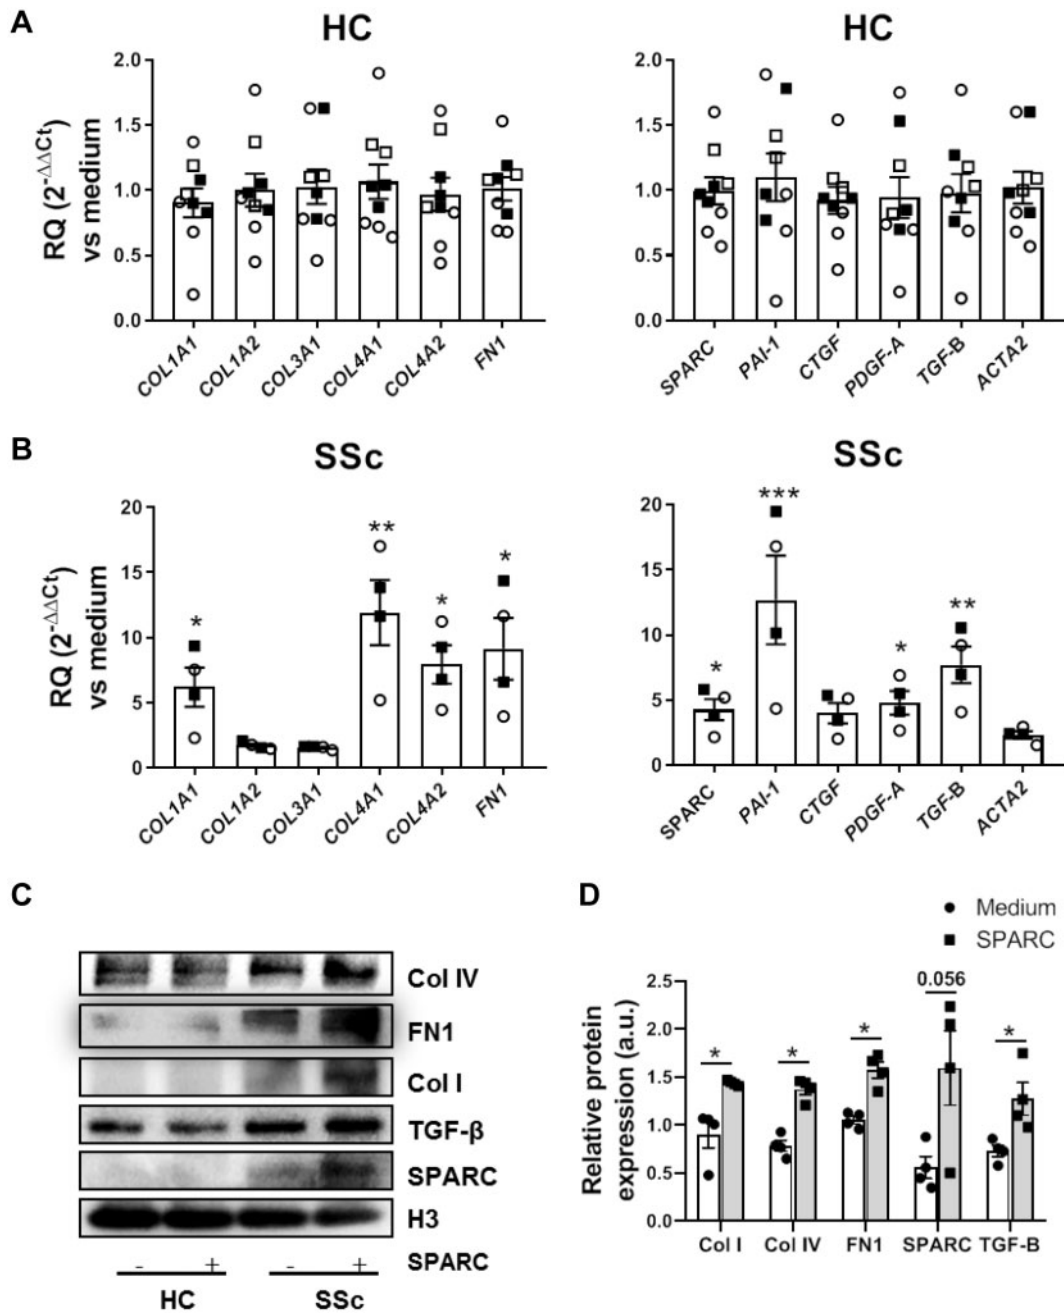 A
HC
HC
RQ (2^-ΔΔCt)
vs medium
2.0
1.5
1.0
0.5
0.0
COL1A1
COL1A2
COL3A1
COL4A1
COL4A2
FN1
2.0
1.5
1.0
0.5
0.0
SPARC
PAI-1
CTGF
PDGF-A
TGF-B
ACTA2
B
SSc
SSc
RQ (2^-ΔΔCt)
vs medium
20
15
10
5
0
*
**
*
*
COL1A1
COL1A2
COL3A1
COL4A1
COL4A2
FN1
20
15
10
5
0
*
***
*
**
SPARC
PAI-1
CTGF
PDGF-A
TGF-B
ACTA2
C
Col IV
FN1
Col I
TGF-β
SPARC
H3
- + - + SPARC
HC SSc
D
Medium
SPARC
Relative protein
expression (a.u.)
2.5
2.0
1.5
1.0
0.5
0.0
* * * 0.056 *
Col I Col IV FN1 SPARC TGF-B